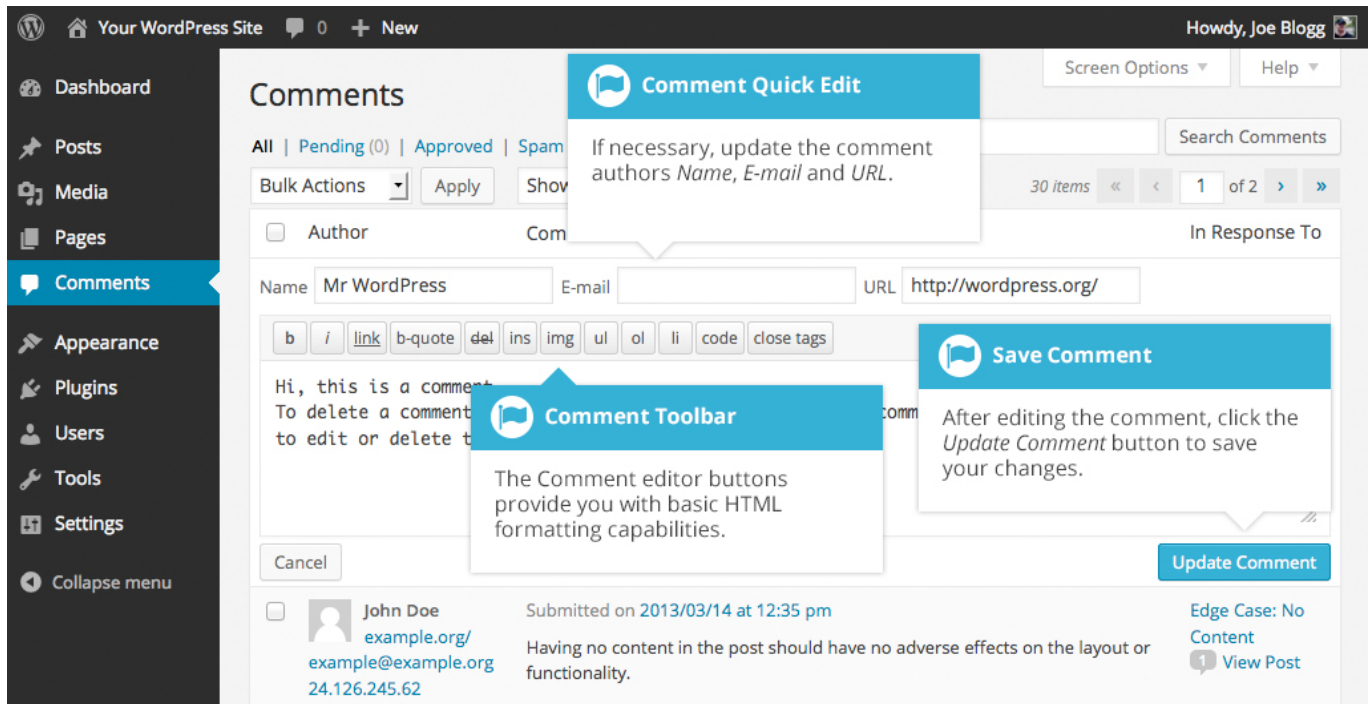 Your WordPress Site 0 + New Howdy, Joe Blogg
Dashboard
Posts
Media
Pages
Comments
Appearance
Plugins
Users
Tools
Settings
Collapse menu
Screen Options Help
Comments
All | Pending (0) | Approved | Spam
Search Comments
Bulk Actions Apply Show
30 items « ‹ 1 of 2 › »
Author Com In Response To
Comment Quick Edit
If necessary, update the comment
authors Name, E-mail and URL.
Name Mr WordPress E-mail URL http://wordpress.org/
b i link b-quote del ins img ul ol li code close tags
Hi, this is a comment
To delete a comment comm
to edit or delete t
Comment Toolbar
The Comment editor buttons
provide you with basic HTML
formatting capabilities.
Save Comment
After editing the comment, click the
Update Comment button to save
your changes.
Cancel Update Comment
John Doe
example.org/
example@example.org
24.126.245.62
Submitted on 2013/03/14 at 12:35 pm
Having no content in the post should have no adverse effects on the layout or
functionality.
Edge Case: No
Content
1 View Post